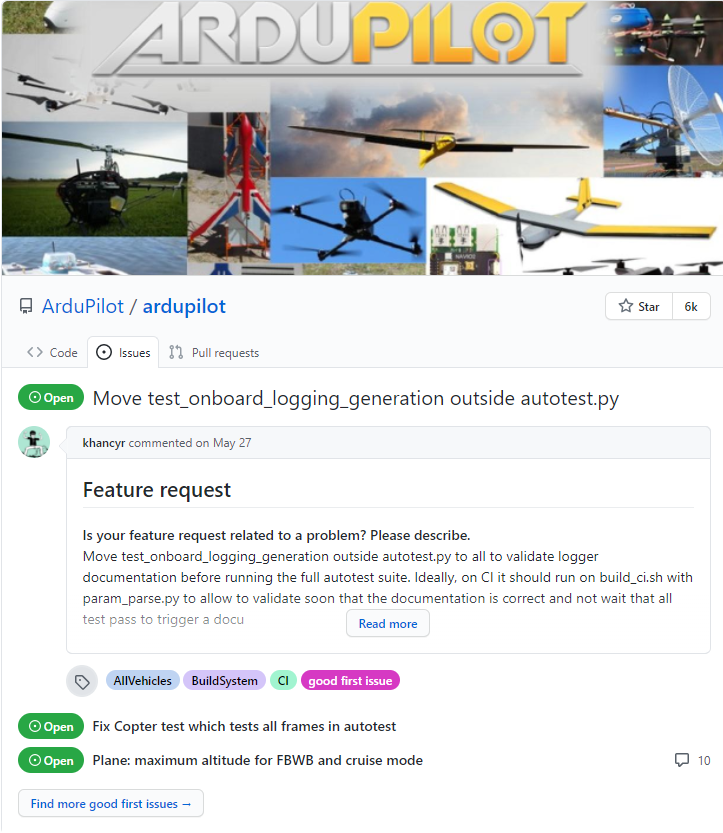 ARDUPILOT
NAVIO2
ArduPilot / ardupilot
Star 6k
Code Issues Pull requests
Open Move test_onboard_logging_generation outside autotest.py
khancyr commented on May 27
Feature request
Is your feature request related to a problem? Please describe.
Move test_onboard_logging_generation outside autotest.py to all to validate logger
documentation before running the full autotest suite. Ideally, on CI it should run on build_ci.sh with
param_parse.py to allow to validate soon that the documentation is correct and not wait that all
test pass to trigger a docu
Read more
AllVehicles BuildSystem CI good first issue
Open Fix Copter test which tests all frames in autotest
Open Plane: maximum altitude for FBWB and cruise mode 10
Find more good first issues →